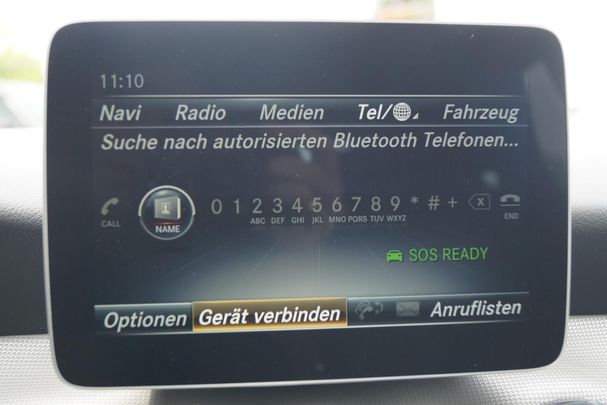 11:10
Navi Radio Medien Tel/ Fahrzeug
Suche nach autorisierten Bluetooth Telefonen...
0 1 2 3 4 5 6 7 8 9 * # +
CALL NAME ABC DEF GHI JKL MNO PQRS TUV WXYZ END
SOS READY
Optionen Gerät verbinden Anruflisten